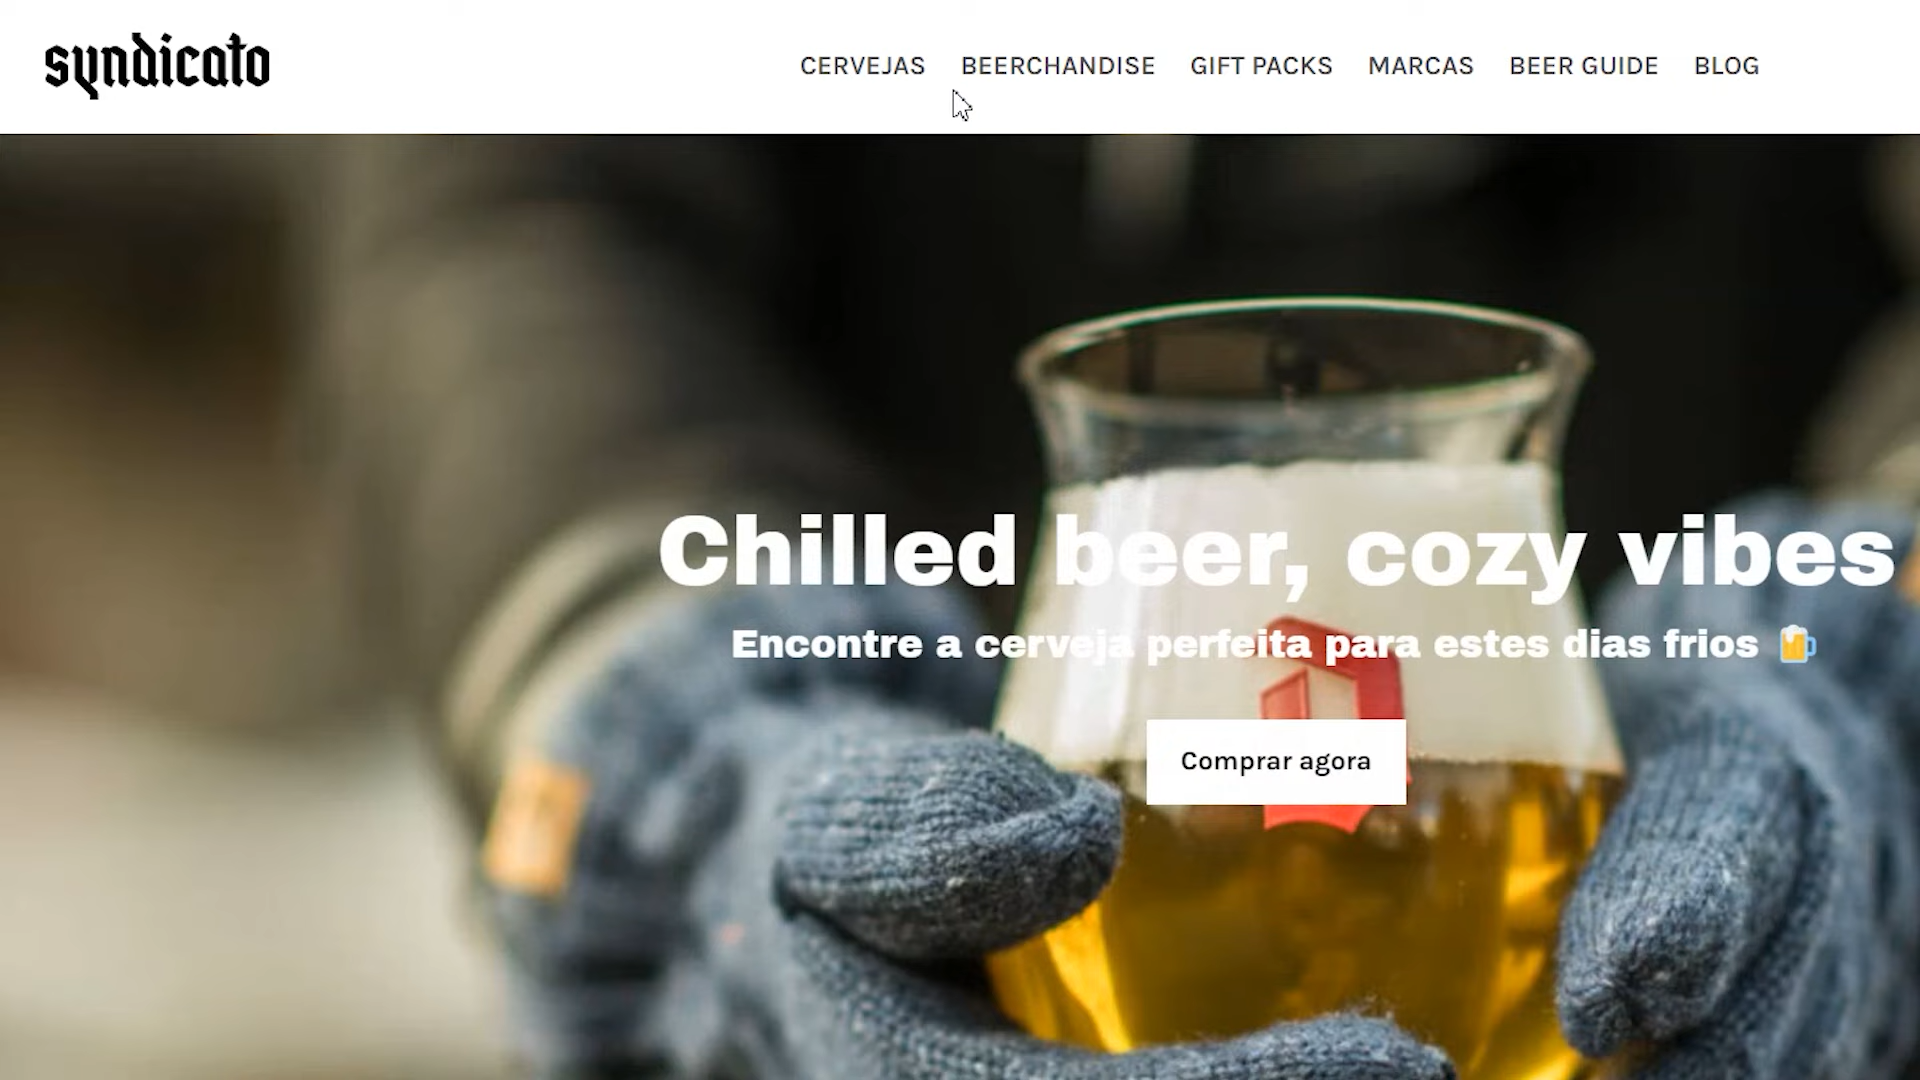 syndicato
CERVEJAS BEERCHANDISE GIFT PACKS MARCAS BEER GUIDE BLOG
Chilled beer, cozy vibes
Encontre a cerveja perfeita para estes dias frios 🍺
Comprar agora